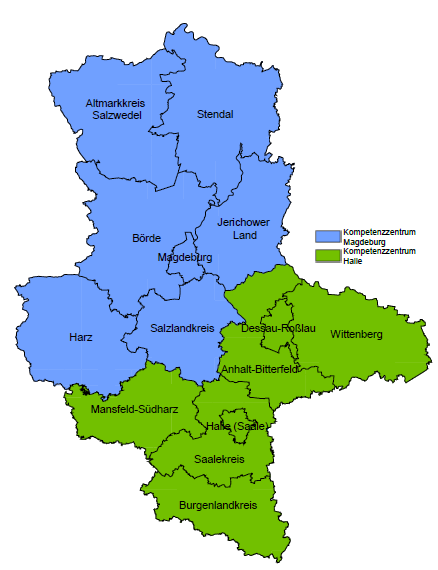 Altmarkkreis
Salzwedel
Stendal
Jerichower
Land
Börde
Magdeburg
Kompetenzzentrum
Magdeburg
Kompetenzzentrum
Halle
Harz
Salzlandkreis
Dessau-Roßlau
Wittenberg
Anhalt-Bitterfeld
Mansfeld-Südharz
Halle (Saale)
Saalekreis
Burgenlandkreis